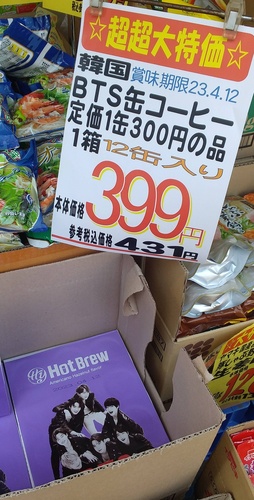 ☆超超大特価☆
韓国 賞味期限23.4.12
BTS缶コーヒー
定価1缶300円の品
1箱12缶入り
本体価格 399円
参考税込価格 431円
Hot Brew
Americano Hazelnut flavor